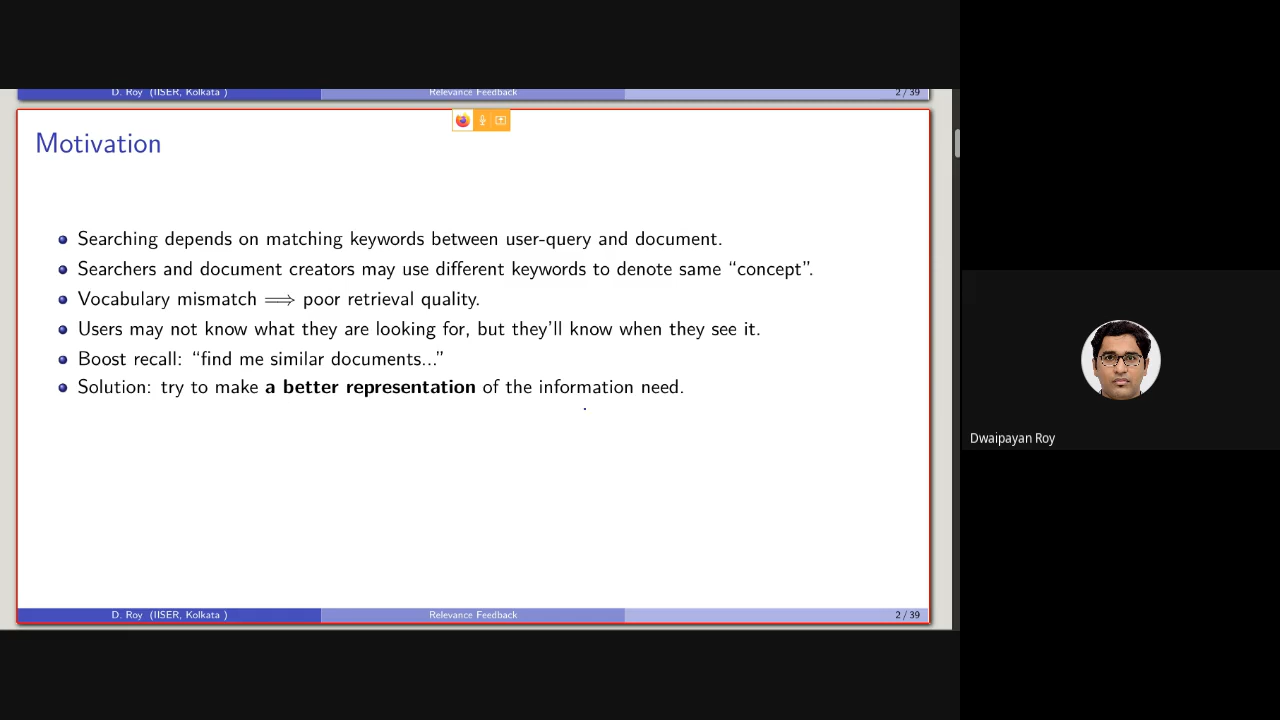 D. Roy (IISER, Kolkata )
Relevance Feedback
2 / 39
Motivation
Searching depends on matching keywords between user-query and document.
Searchers and document creators may use different keywords to denote same “concept”.
Vocabulary mismatch ⟹ poor retrieval quality.
Users may not know what they are looking for, but they'll know when they see it.
Boost recall: “find me similar documents...”
Solution: try to make a better representation of the information need.
D. Roy (IISER, Kolkata )
Relevance Feedback
2 / 39
Dwaipayan Roy